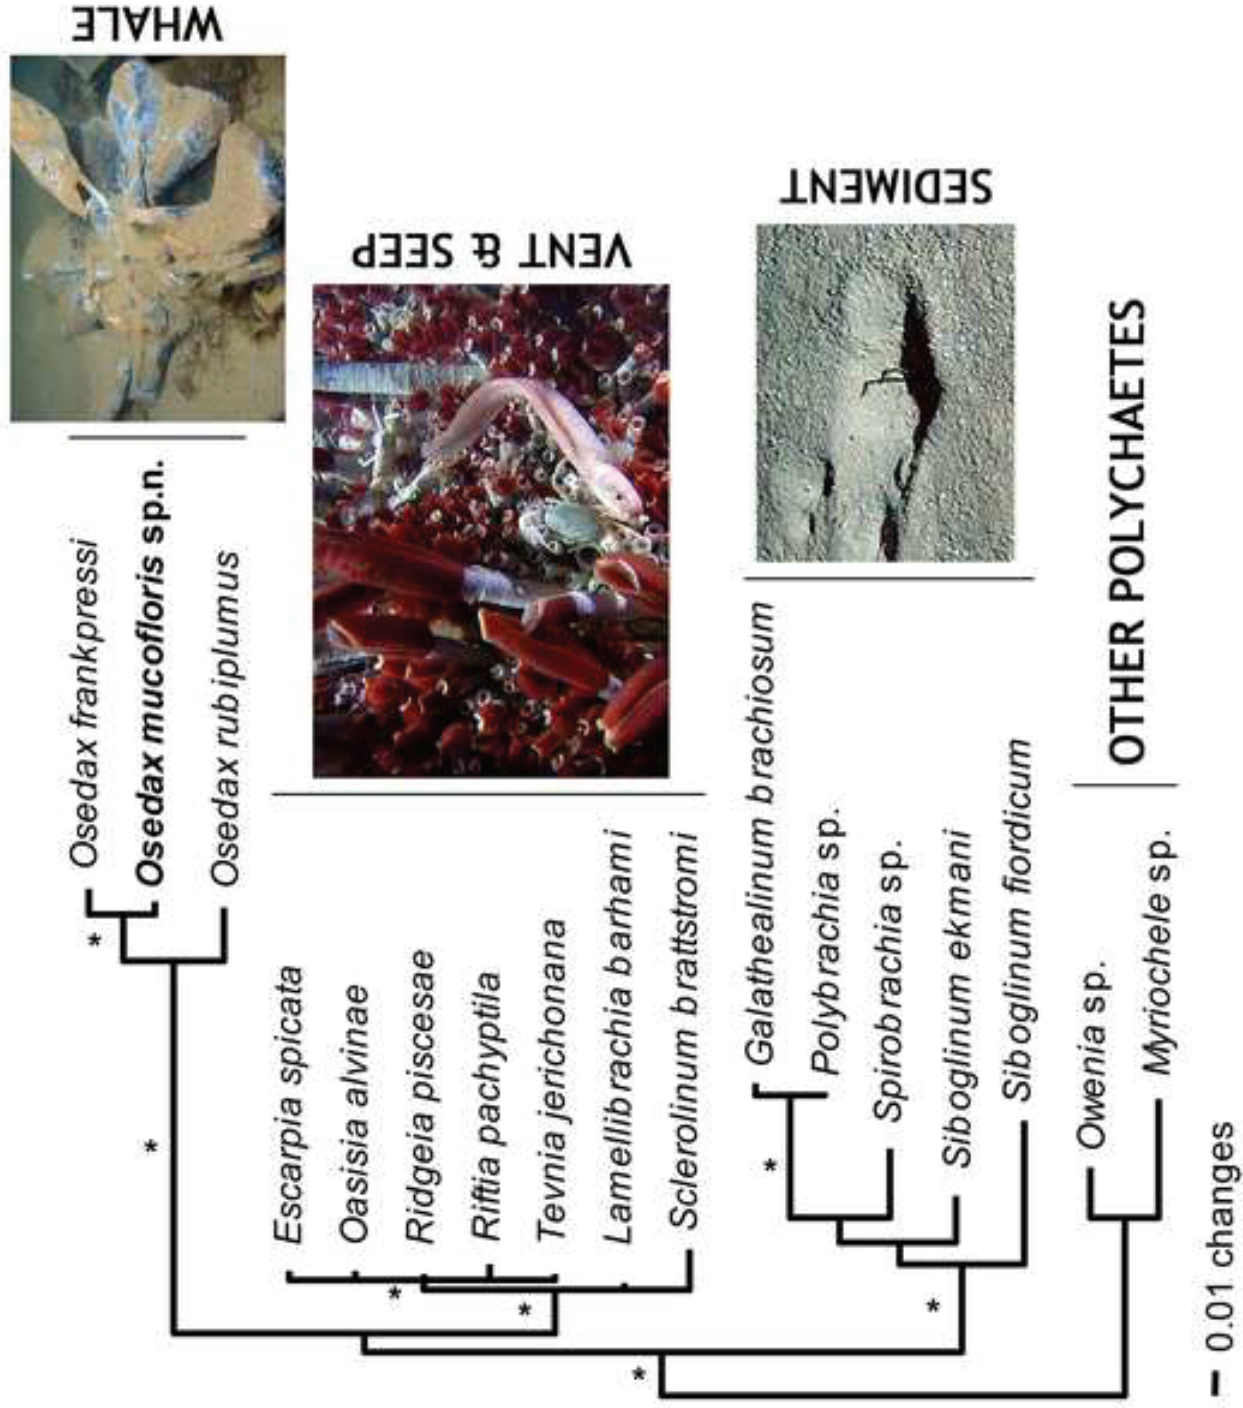 WHALE
Osedax frankpressi
Osedax mucofloris sp.n.
Osedax rubiplumus
VENT & SEEP
Escarpia spicata
Oasisia alvinae
Ridgeia piscesae
Riftia pachyptila
Tevnia jerichonana
Lamellibrachia barhami
Sclerolinum brattstromi
SEDIMENT
Galathealinum brachiosum
Polybrachia sp.
Spirobrachia sp.
Siboglinum ekmani
Siboglinum fiordicum
OTHER POLYCHAETES
Owenia sp.
Myriochele sp.
*
*
*
*
*
*
*
0.01 changes